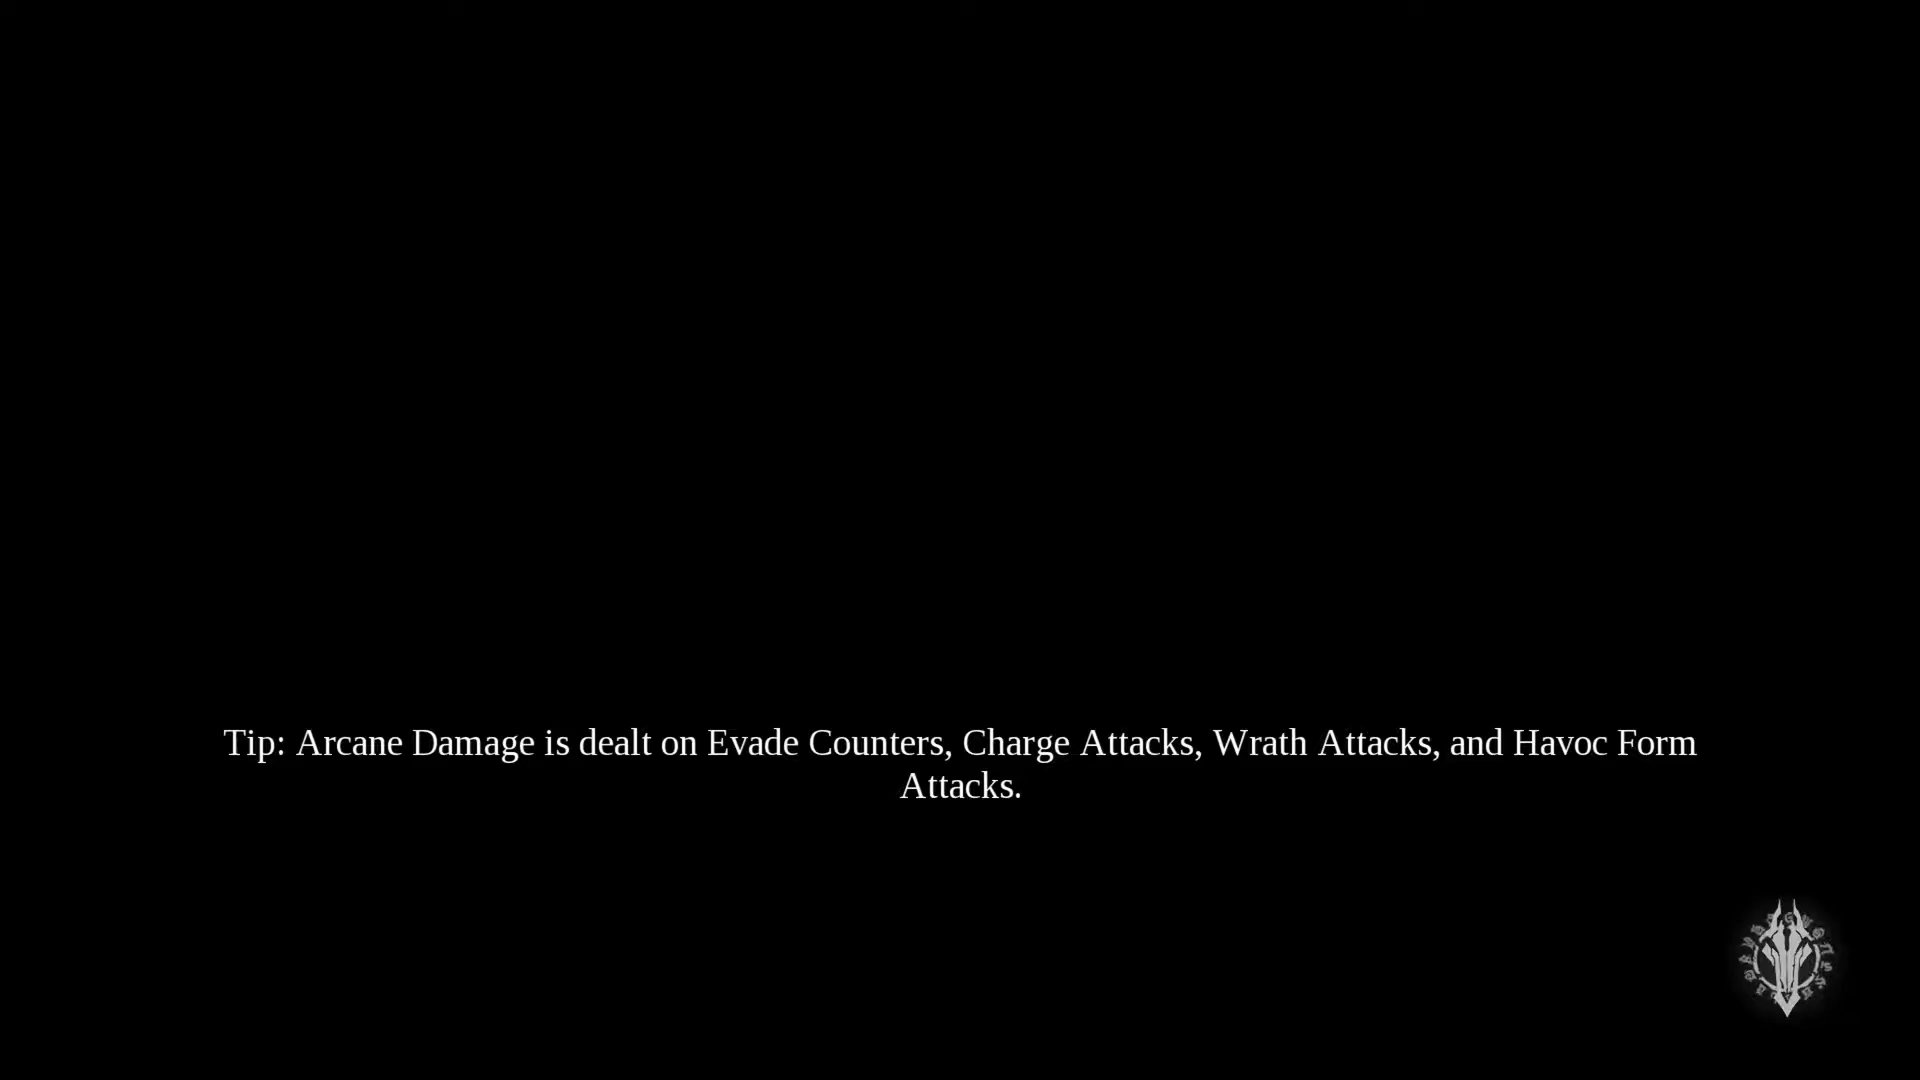 Tip: Arcane Damage is dealt on Evade Counters, Charge Attacks, Wrath Attacks, and Havoc Form
Attacks.